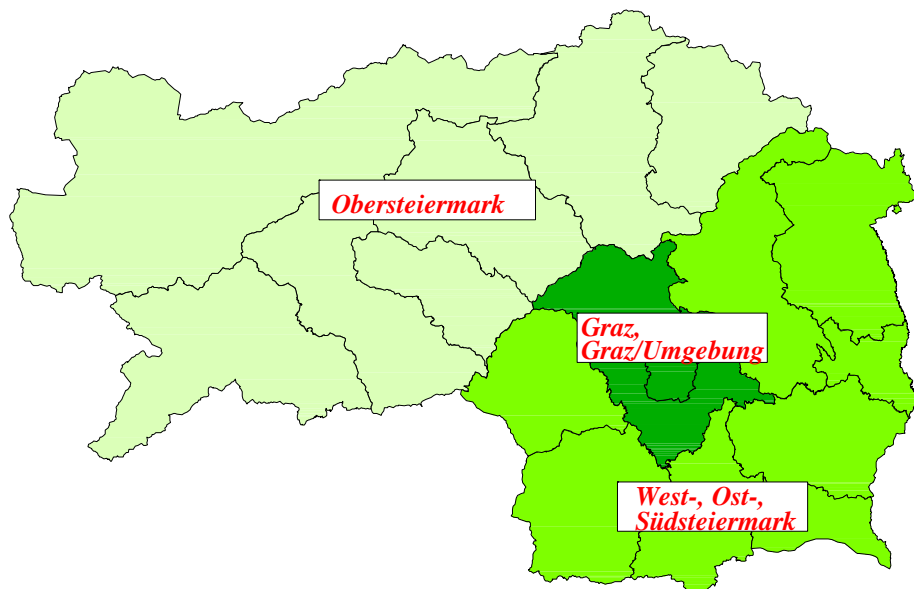 Obersteiermark
Graz,
Graz/Umgebung
West-, Ost-,
Südsteiermark